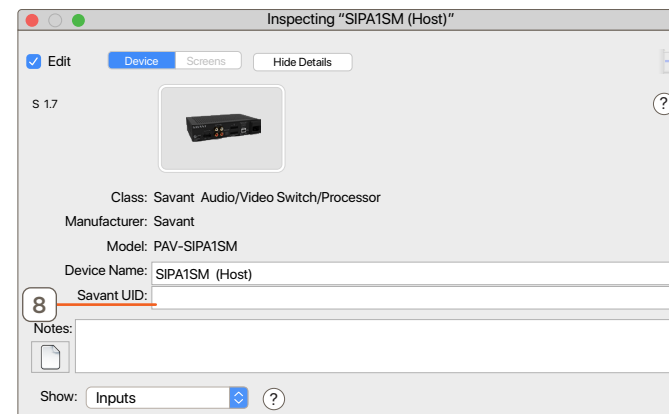 Inspecting “SIPA1SM (Host)”
Edit Device Screens Hide Details
S 1.7 ?
Class: Savant Audio/Video Switch/Processor
Manufacturer: Savant
Model: PAV-SIPA1SM
Device Name: SIPA1SM (Host)
8 Savant UID:
Notes:
Show: Inputs ?